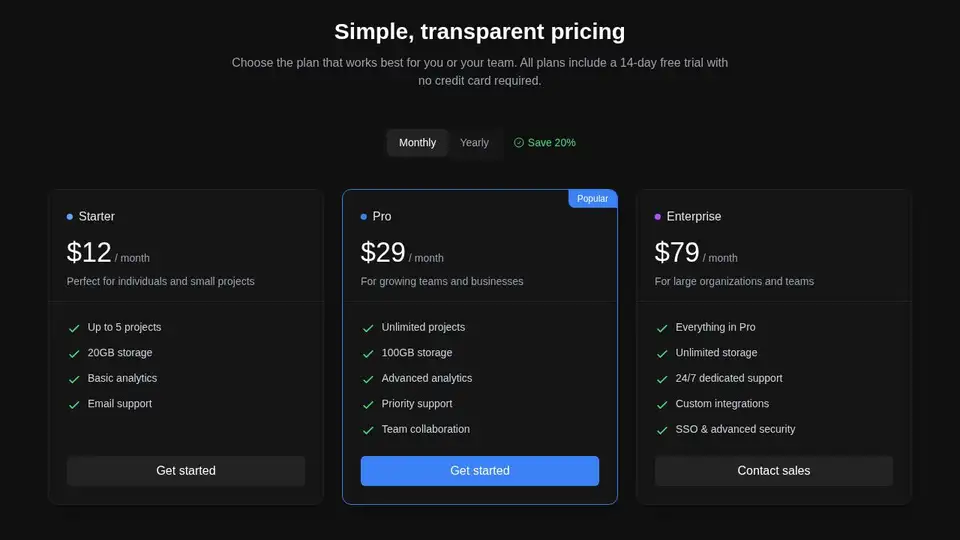 Simple, transparent pricing
Choose the plan that works best for you or your team. All plans include a 14-day free trial with
no credit card required.
Monthly
Yearly
Save 20%
Starter
$12 / month
Perfect for individuals and small projects
Up to 5 projects
20GB storage
Basic analytics
Email support
Get started
Popular
Pro
$29 / month
For growing teams and businesses
Unlimited projects
100GB storage
Advanced analytics
Priority support
Team collaboration
Get started
Enterprise
$79 / month
For large organizations and teams
Everything in Pro
Unlimited storage
24/7 dedicated support
Custom integrations
SSO & advanced security
Contact sales